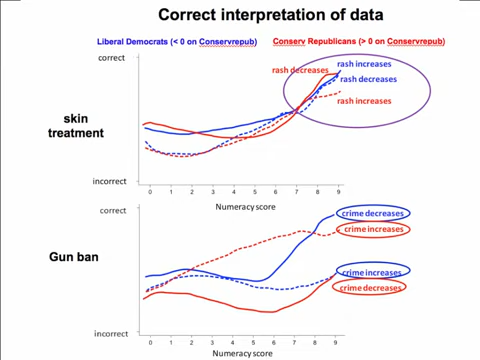 Correct interpretation of data
Liberal Democrats (< 0 on Conservrepub)
Conserv Republicans (> 0 on Conservrepub)
correct
rash increases
rash decreases
rash decreases
rash increases
skin
treatment
incorrect
0 1 2 3 4 5 6 7 8 9
Numeracy score
correct
crime decreases
crime increases
Gun ban
crime increases
crime decreases
incorrect
0 1 2 3 4 5 6 7 8 9
Numeracy score